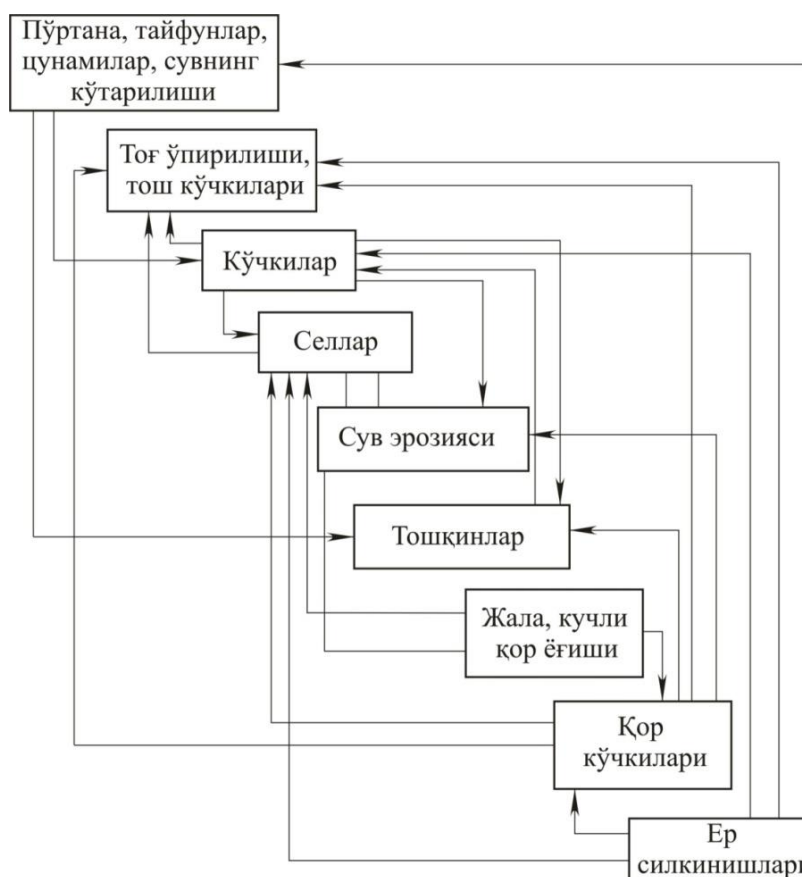 Пўртана, тайфунлар,
цунамилар, сувнинг
кўтарилиши
Тоғ ўпирилиши,
тош кўчкилари
Кўчкилар
Селлар
Сув эрозияси
Тошқинлар
Жала, кучли
қор ёғиши
Қор
кўчкилари
Ер
силкинишлари